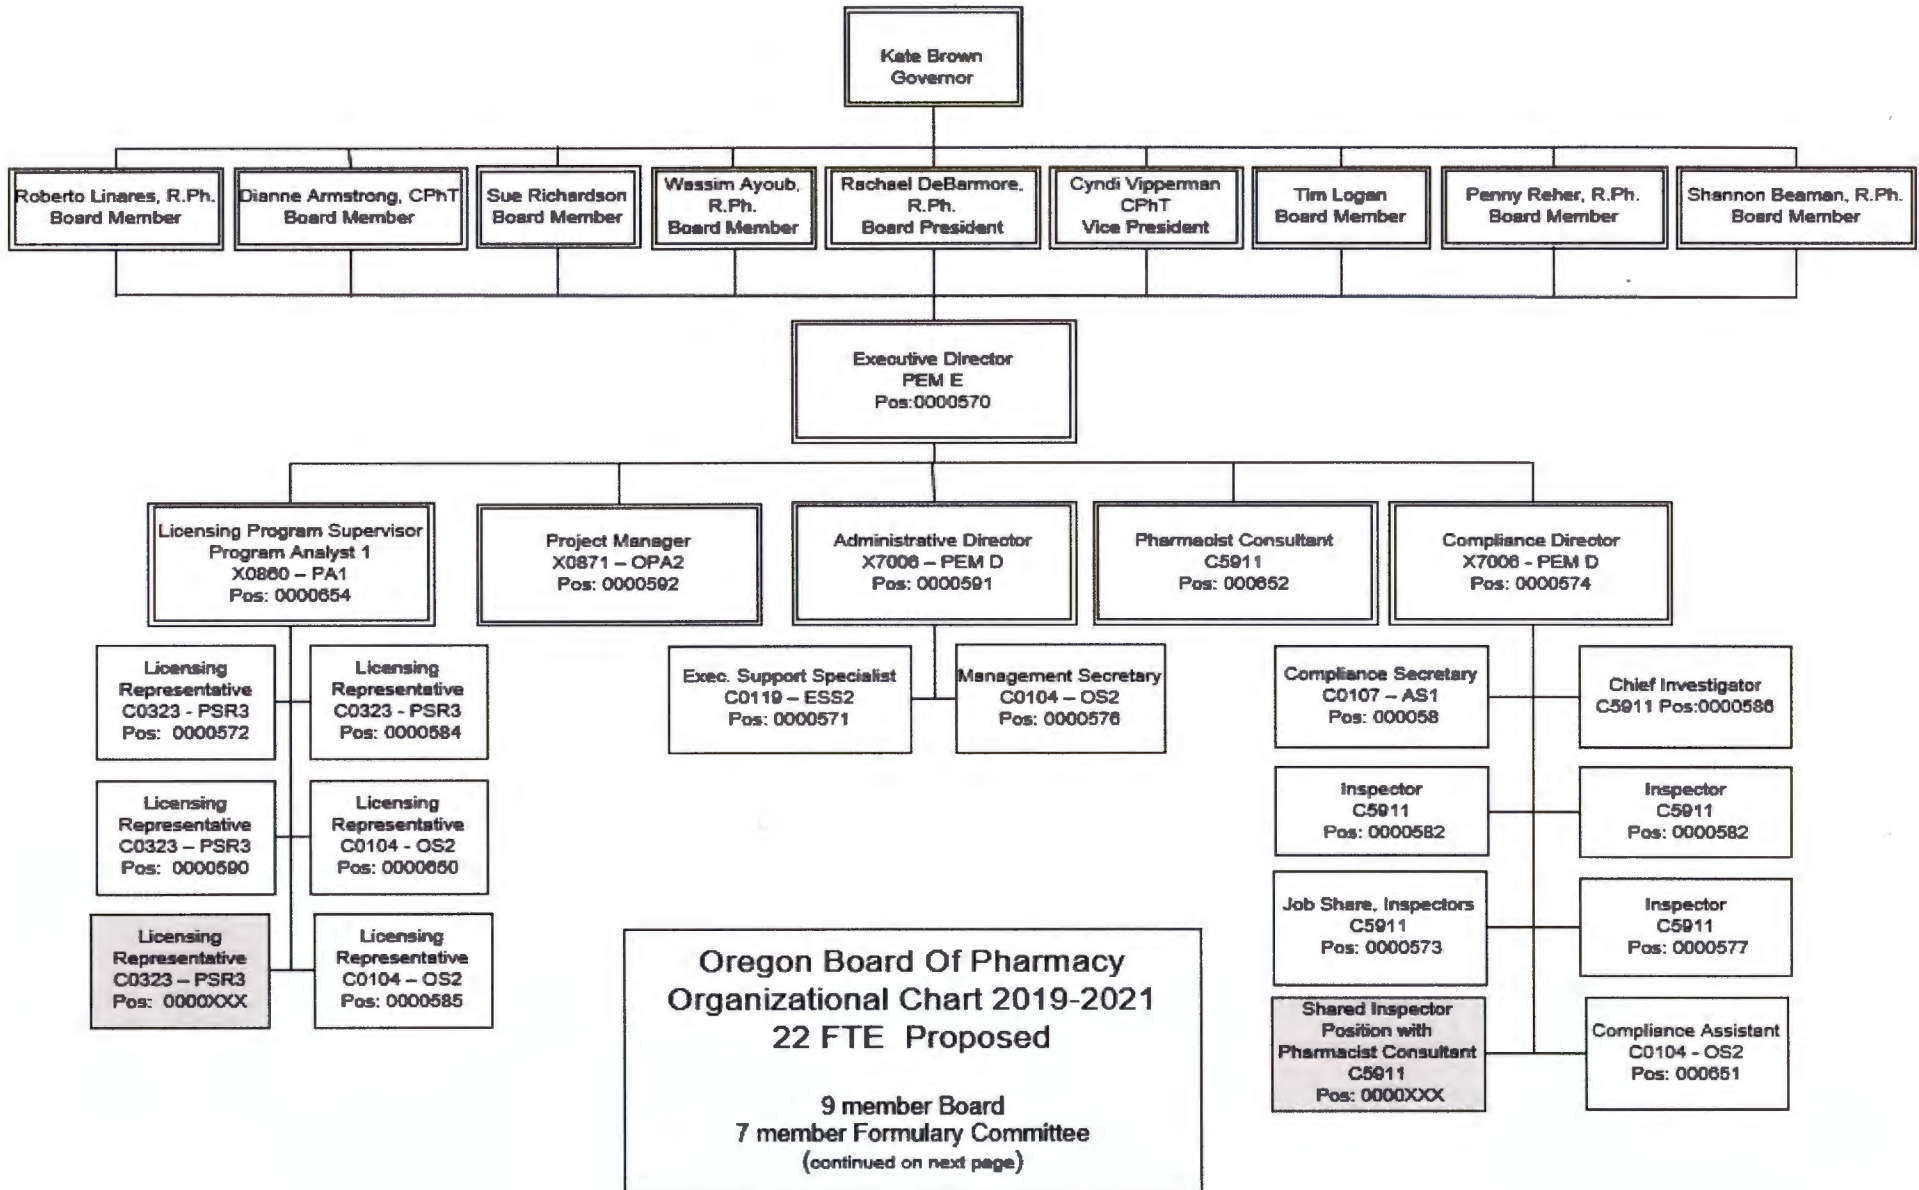 Kate Brown
Governor
Roberto Linares, R.Ph.
Board Member
Dianne Armstrong, CPhT
Board Member
Sue Richardson
Board Member
Wassim Ayoub,
R.Ph.
Board Member
Rachael DeBarmore,
R.Ph.
Board President
Cyndi Vipperman
CPhT
Vice President
Tim Logan
Board Member
Penny Reher, R.Ph.
Board Member
Shannon Beaman, R.Ph.
Board Member
Executive Director
PEM E
Pos:0000570
Licensing Program Supervisor
Program Analyst 1
X0860 – PA1
Pos: 0000654
Project Manager
X0871 – OPA2
Pos: 0000592
Administrative Director
X7006 – PEM D
Pos: 0000591
Pharmacist Consultant
C5911
Pos: 000652
Compliance Director
X7006 - PEM D
Pos: 0000574
Licensing
Representative
C0323 - PSR3
Pos: 0000572
Licensing
Representative
C0323 - PSR3
Pos: 0000584
Licensing
Representative
C0323 – PSR3
Pos: 0000590
Licensing
Representative
C0104 - OS2
Pos: 0000650
Licensing
Representative
C0323 – PSR3
Pos: 0000XXX
Licensing
Representative
C0104 – OS2
Pos: 0000585
Exec. Support Specialist
C0119 – ESS2
Pos: 0000571
Management Secretary
C0104 – OS2
Pos: 0000576
Compliance Secretary
C0107 – AS1
Pos: 000058
Chief Investigator
C5911 Pos:0000586
Inspector
C5911
Pos: 0000582
Inspector
C5911
Pos: 0000582
Job Share, Inspectors
C5911
Pos: 0000573
Inspector
C5911
Pos: 0000577
Shared Inspector
Position with
Pharmacist Consultant
C5911
Pos: 0000XXX
Compliance Assistant
C0104 - OS2
Pos: 000651
Oregon Board Of Pharmacy
Organizational Chart 2019-2021
22 FTE Proposed
9 member Board
7 member Formulary Committee
(continued on next page)